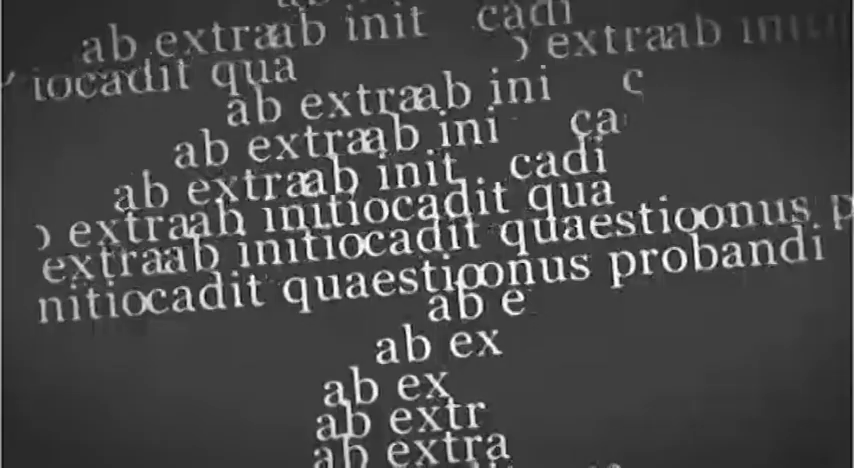 ab extraab init cadi
extraab
iocadit qua
ab extraab ini c
ab extraab ini ca
ab extraab init cadi
extraab initiocadit qua
extraab initiocadit quaestioonus p
nitiocadit quaestioonus probandi
ab e
ab ex
ab ex
ab extr
ab extra